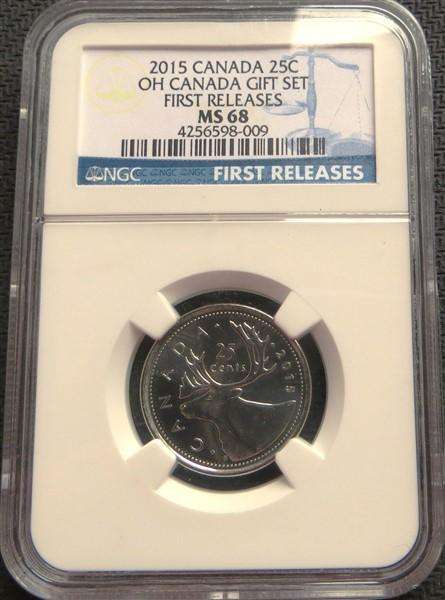 2015 CANADA 25C
OH CANADA GIFT SET
FIRST RELEASES
MS 68
4256598-009
NGC FIRST RELEASES
25
cents
CANADA
2015